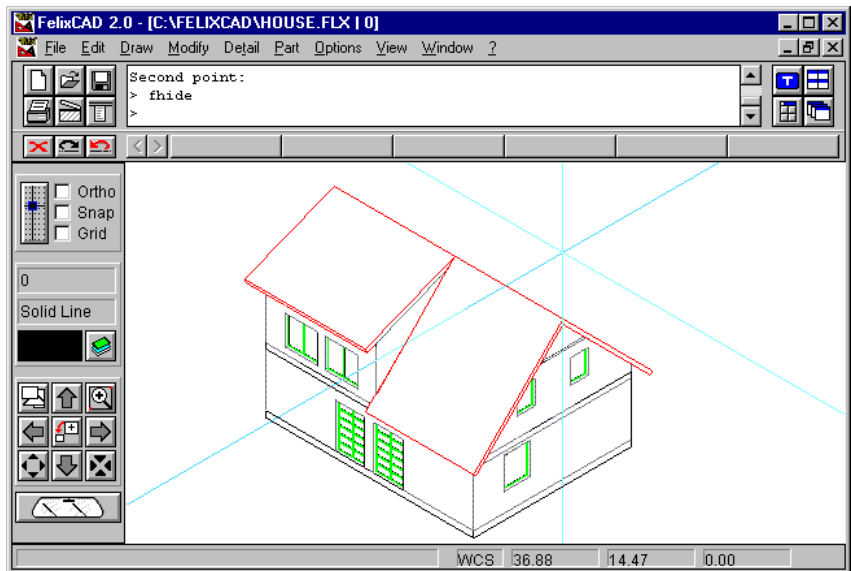 FelixCAD 2.0 - [C:\FELIXCAD\HOUSE.FLX | 0]
File Edit Draw Modify Detail Part Options View Window ?
Second point:
> fhide
>
Ortho
Snap
Grid
0
Solid Line
WCS 36.88 14.47 0.00